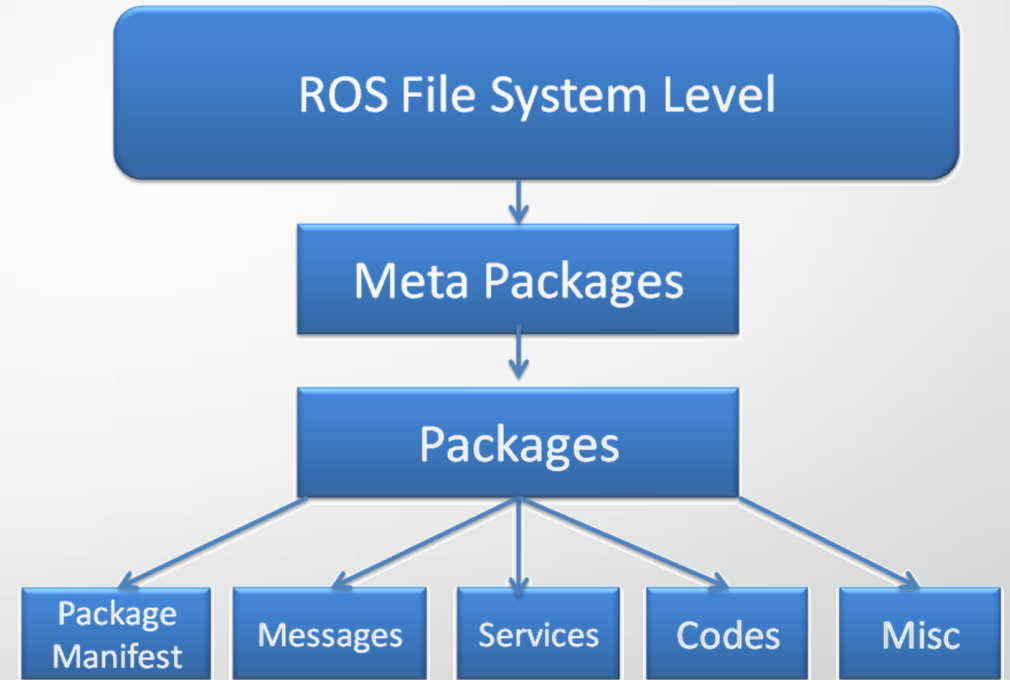 ROS File System Level
Meta Packages
Packages
Package
Manifest
Messages
Services
Codes
Misc